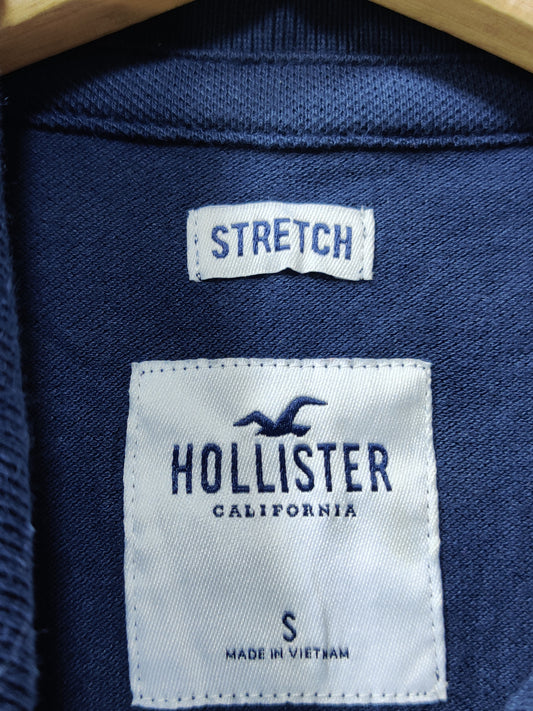 STRETCH
HOLLISTER
CALIFORNIA
S
MADE IN VIETNAM